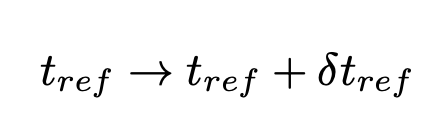 t_{ref} → t_{ref} + δt_{ref}